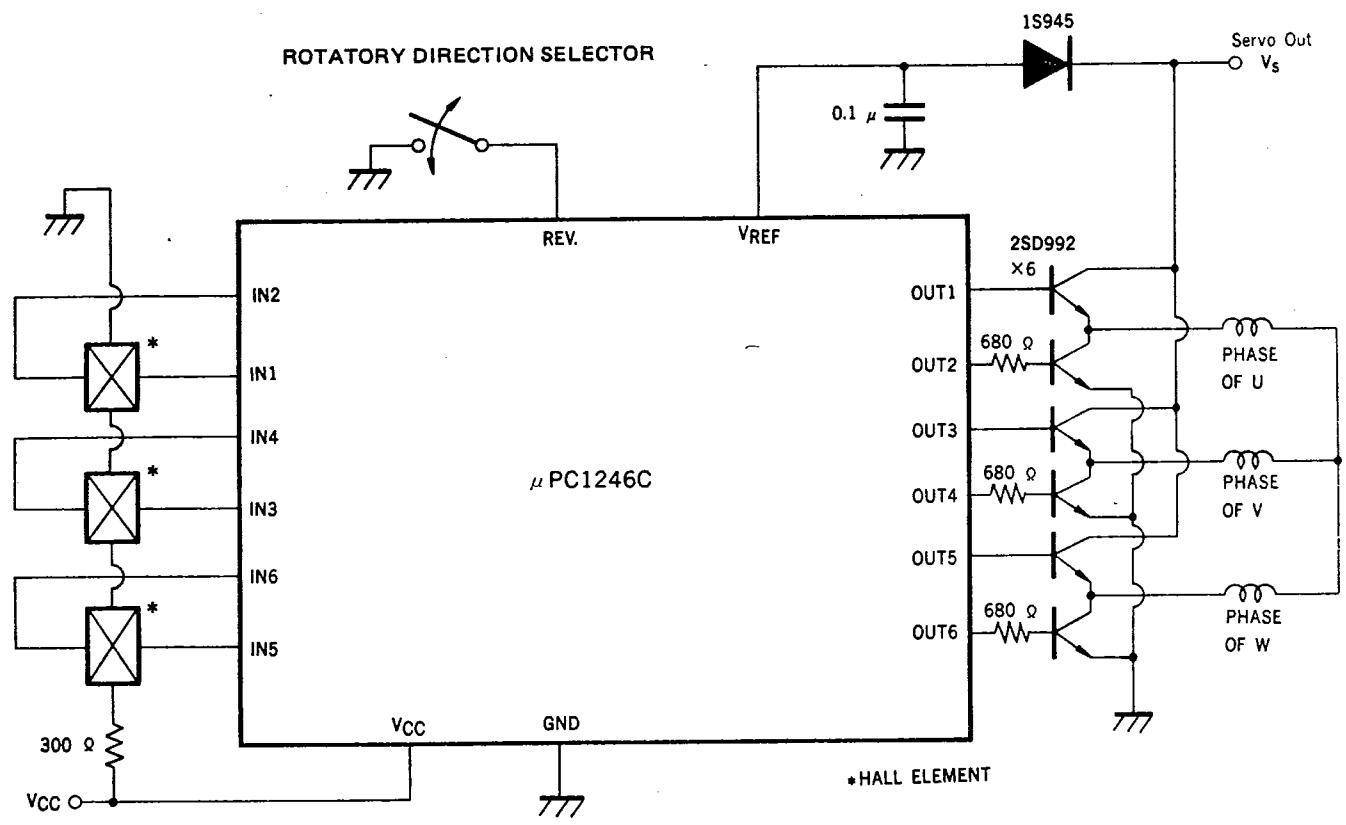 1S945
ROTATORY DIRECTION SELECTOR
Servo Out
VS
0.1 μ
REV.
VREF
2SD992
×6
IN2
OUT1
*
680 Ω
PHASE
OF U
IN1
OUT2
IN4
OUT3
*
μPC1246C
680 Ω
PHASE
OF V
IN3
OUT4
IN6
OUT5
*
680 Ω
PHASE
OF W
IN5
OUT6
VCC
GND
300 Ω
*HALL ELEMENT
VCC